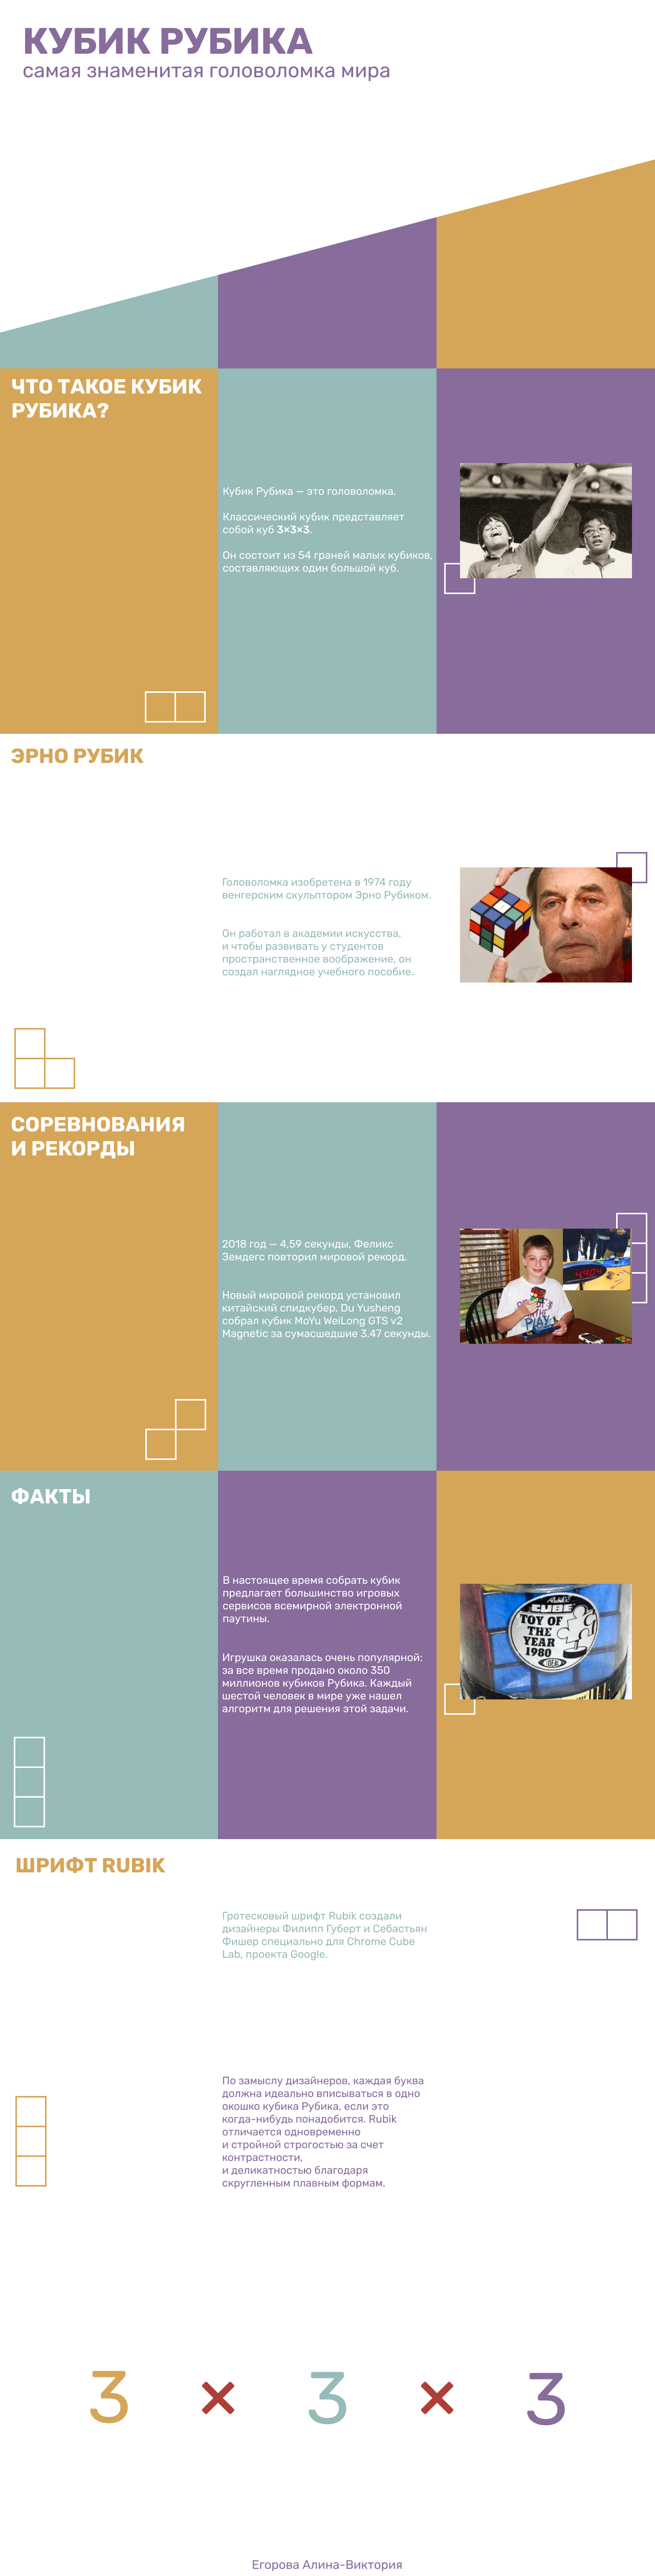 КУБИК РУБИКА
самая знаменитая головоломка мира
ЧТО ТАКОЕ КУБИК
РУБИКА?
Кубик Рубика — это головоломка.
Классический кубик представляет
собой куб 3×3×3.
Он состоит из 54 граней малых кубиков,
составляющих один большой куб.
ЭРНО РУБИК
Головоломка изобретена в 1974 году
венгерским скульптором Эрно Рубиком.
Он работал в академии искусства,
и чтобы развивать у студентов
пространственное воображение, он
создал наглядное учебного пособие.
СОРЕВНОВАНИЯ
И РЕКОРДЫ
2018 год — 4,59 секунды, Феликс
Земдегс повторил мировой рекорд.
Новый мировой рекорд установил
китайский спидкубер, Du Yusheng
собрал кубик MoYu WeiLong GTS v2
Magnetic за сумасшедшие 3.47 секунды.
4.904
PLAY
ФАКТЫ
В настоящее время собрать кубик
предлагает большинство игровых
сервисов всемирной электронной
паутины.
Игрушка оказалась очень популярной:
за все время продано около 350
миллионов кубиков Рубика. Каждый
шестой человек в мире уже нашел
алгоритм для решения этой задачи.
Rubik's
CUBE
TOY OF
THE
YEAR
1980
IDEAL
ШРИФТ RUBIK
Гротесковый шрифт Rubik создали
дизайнеры Филипп Губерт и Себастьян
Фишер специально для Chrome Cube
Lab, проекта Google.
По замыслу дизайнеров, каждая буква
должна идеально вписываться в одно
окошко кубика Рубика, если это
когда-нибудь понадобится. Rubik
отличается одновременно
и стройной строгостью за счет
контрастности,
и деликатностью благодаря
скругленным плавным формам.
3 × 3 × 3
Егорова Алина-Виктория